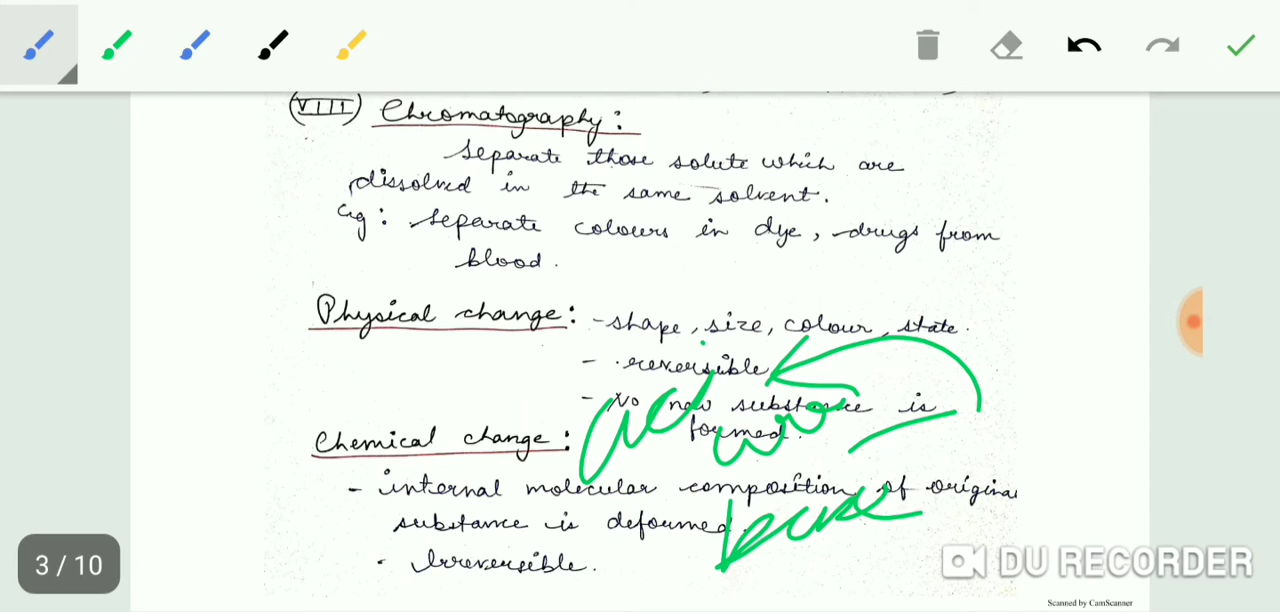 (VIII) Chromatography:
Separate those solute which are
dissolved in the same solvent.
Eg: Separate colours in dye, drugs from
blood.
Physical change: - shape, size, colour, state.
- reversible
- No new substance is
formed.
Chemical change:
- internal molecular composition of origina
substance is deformed.
- Irreversible.
3 / 10
DU RECORDER
Scanned by CamScanner